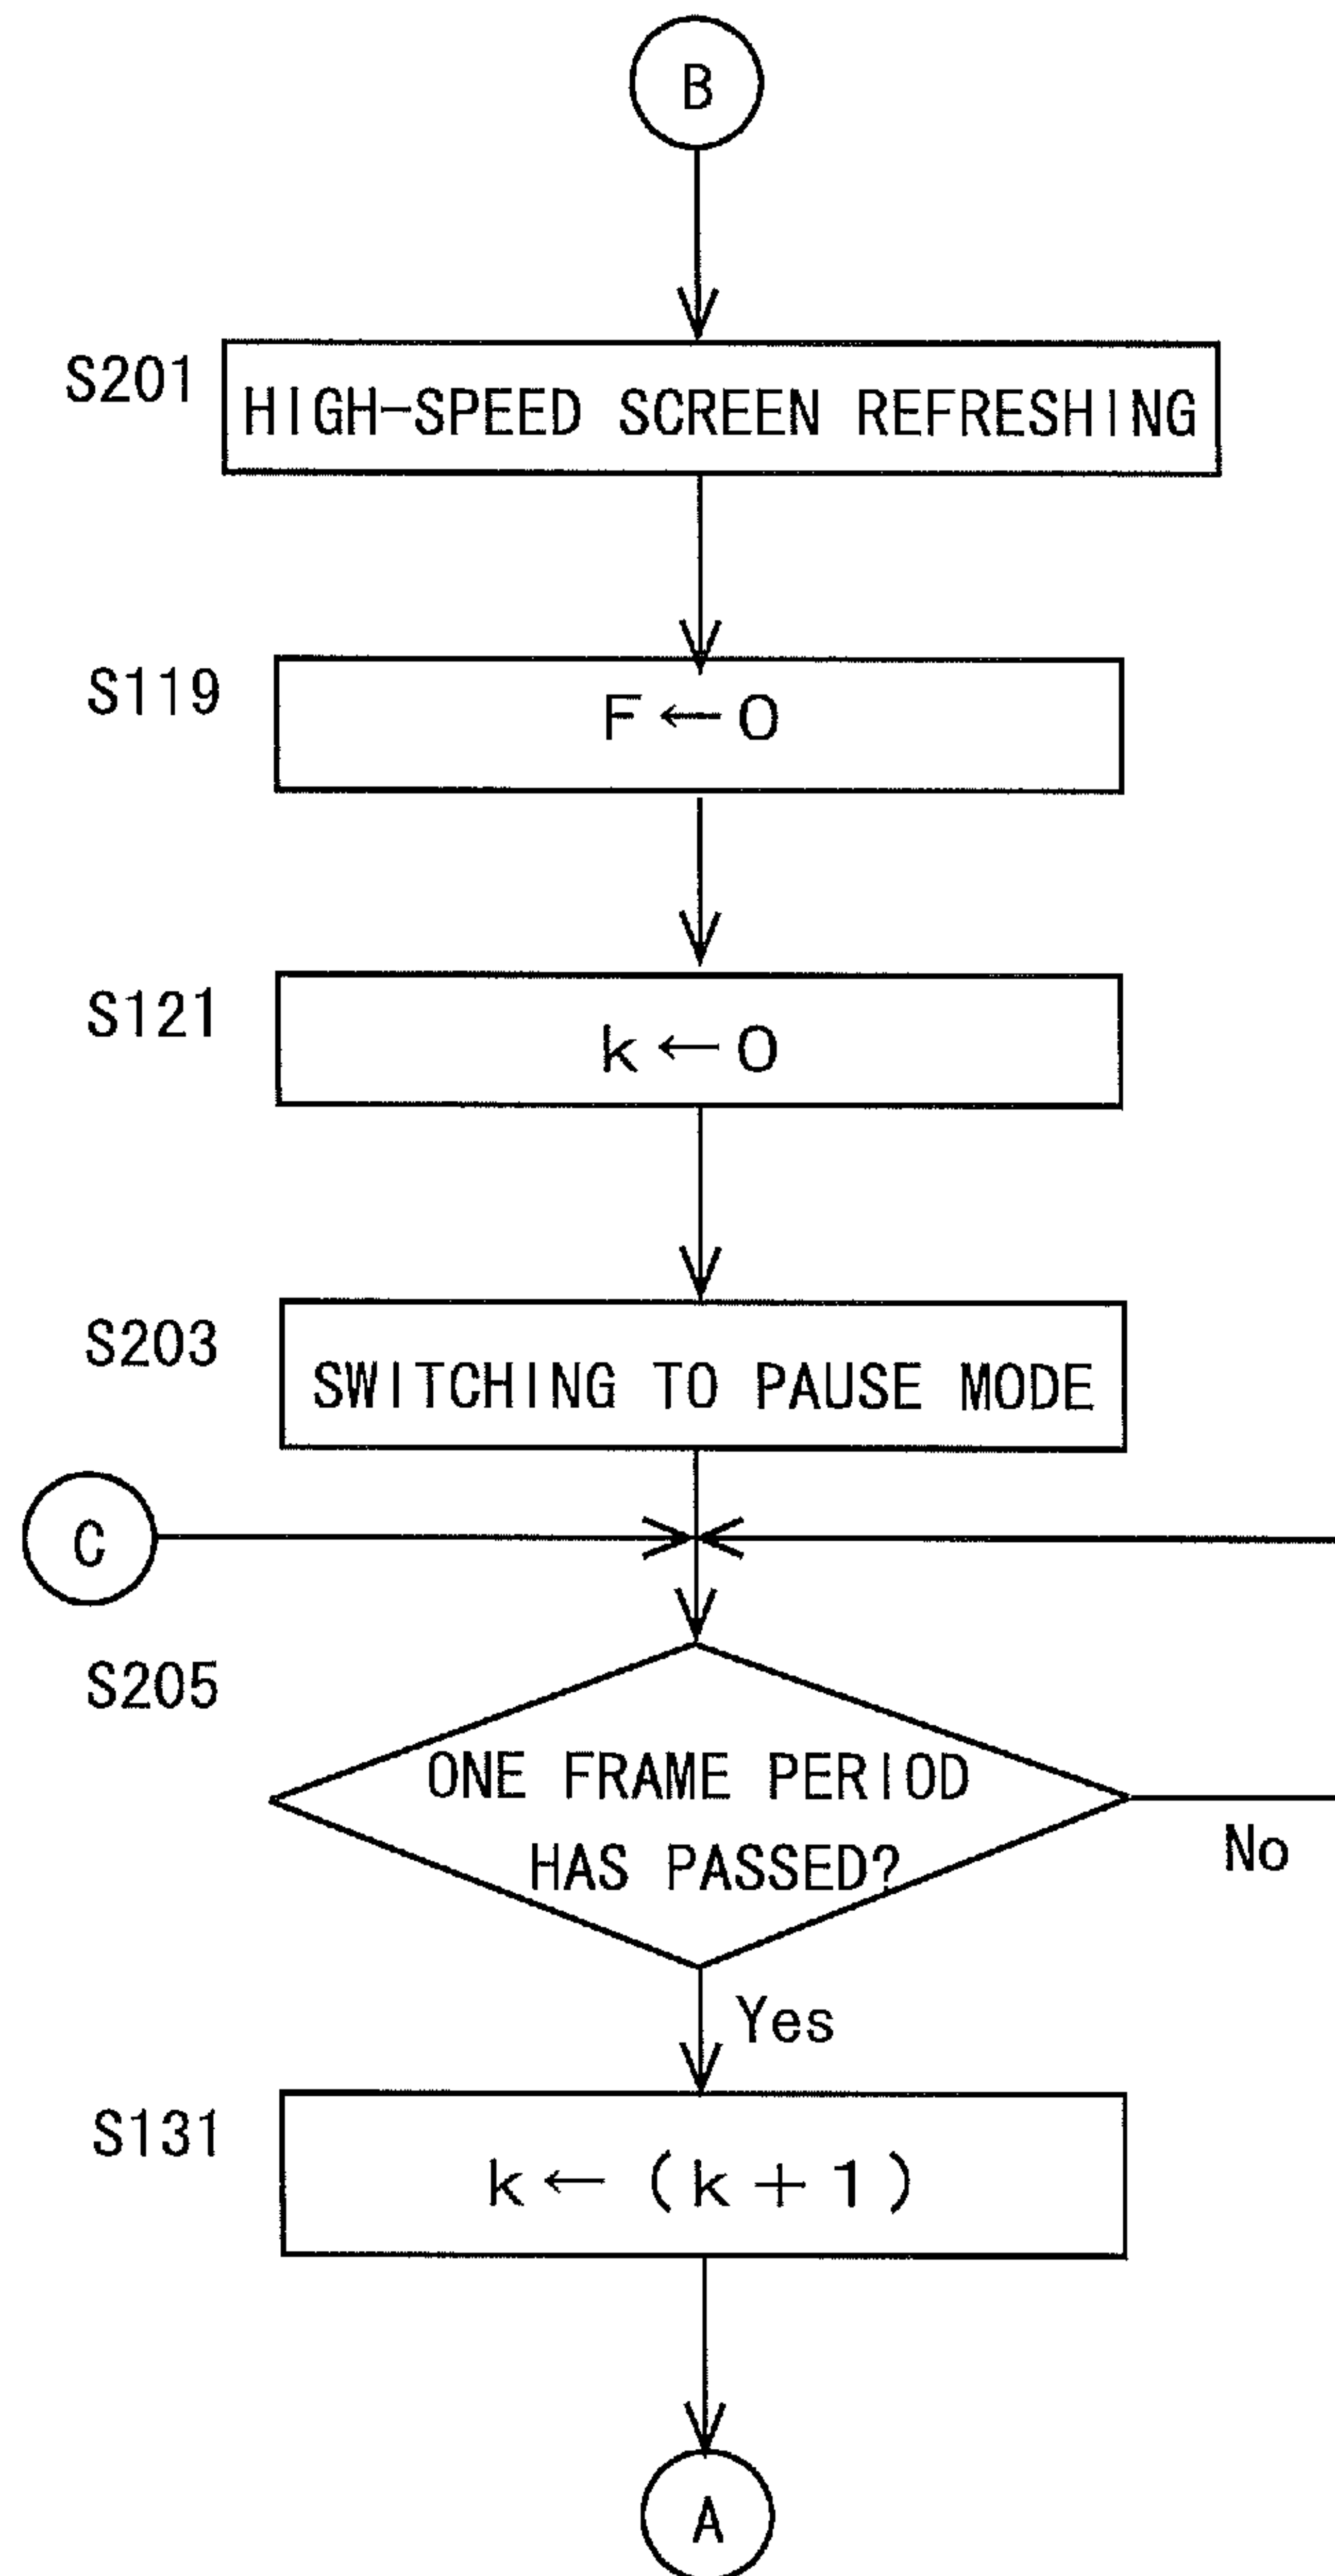 B
S201
HIGH-SPEED SCREEN REFRESHING
S119
F←0
S121
k←0
S203
SWITCHING TO PAUSE MODE
C
S205
ONE FRAME PERIOD
HAS PASSED?
No
Yes
S131
k←(k+1)
A